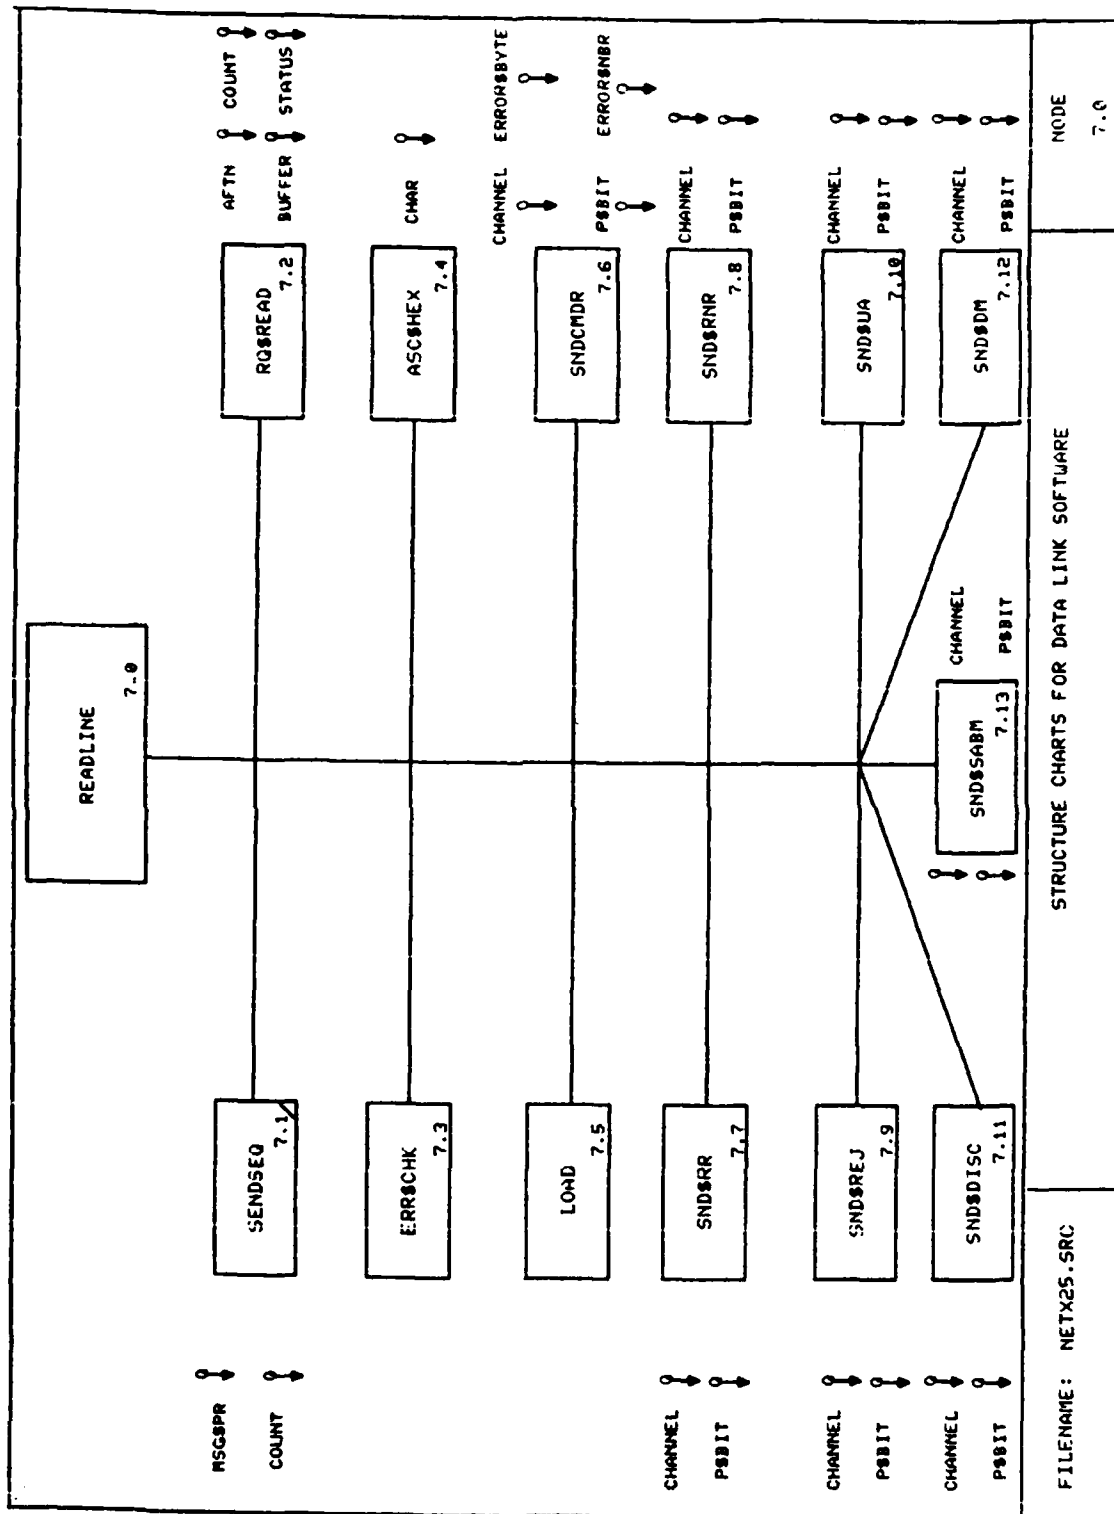 READLINE
7.0
MSG$PR
COUNT
SENDSEQ
7.1
RQ$READ
7.2
AFTN
COUNT
BUFFER
STATUS
ERR$CHK
7.3
ASC$HEX
7.4
CHAR
LOAD
7.5
SNDCMDR
7.6
CHANNEL
ERROR$BYTE
P$BIT
ERROR$NBR
CHANNEL
P$BIT
SND$RR
7.7
SND$RNR
7.8
CHANNEL
P$BIT
CHANNEL
P$BIT
SND$REJ
7.9
SND$UA
7.10
CHANNEL
P$BIT
CHANNEL
P$BIT
SND$DISC
7.11
SND$SABM
7.13
CHANNEL
P$BIT
SND$DM
7.12
CHANNEL
P$BIT
FILENAME: NETX25.SRC
STRUCTURE CHARTS FOR DATA LINK SOFTWARE
NODE
7.0